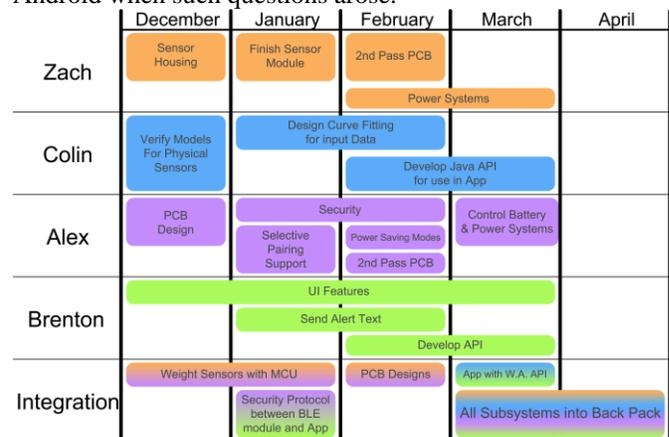 Android when such questions arose.
December January February March April
Zach
Sensor
Housing
Finish Sensor
Module
2nd Pass PCB
Power Systems
Colin
Verify Models
For Physical
Sensors
Design Curve Fitting
for input Data
Develop Java API
for use in App
Alex
PCB
Design
Security
Selective
Pairing
Support
Power Saving Modes
2nd Pass PCB
Control Battery
& Power Systems
Brenton
UI Features
Send Alert Text
Develop API
Integration
Weight Sensors with MCU
PCB Designs
App with W.A. API
Security Protocol
between BLE
module and App
All Subsystems into Back Pack